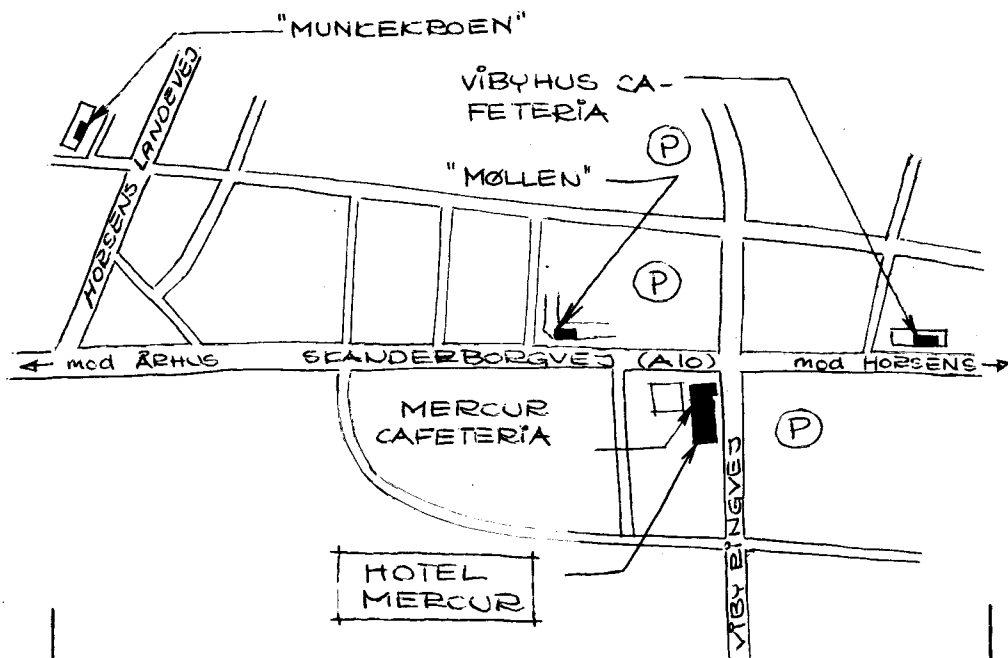 "MUNKEKROEN"
HORSENS LANDEVEJ
VIBYHUS CA-
FETERIA
P
"MØLLEN"
P
← mod ÅRHUS
SKANDERBORGVEJ (A10)
mod HORSENS →
MERCUR
CAFETERIA
P
HOTEL
MERCUR
VIBY RINGVEJ